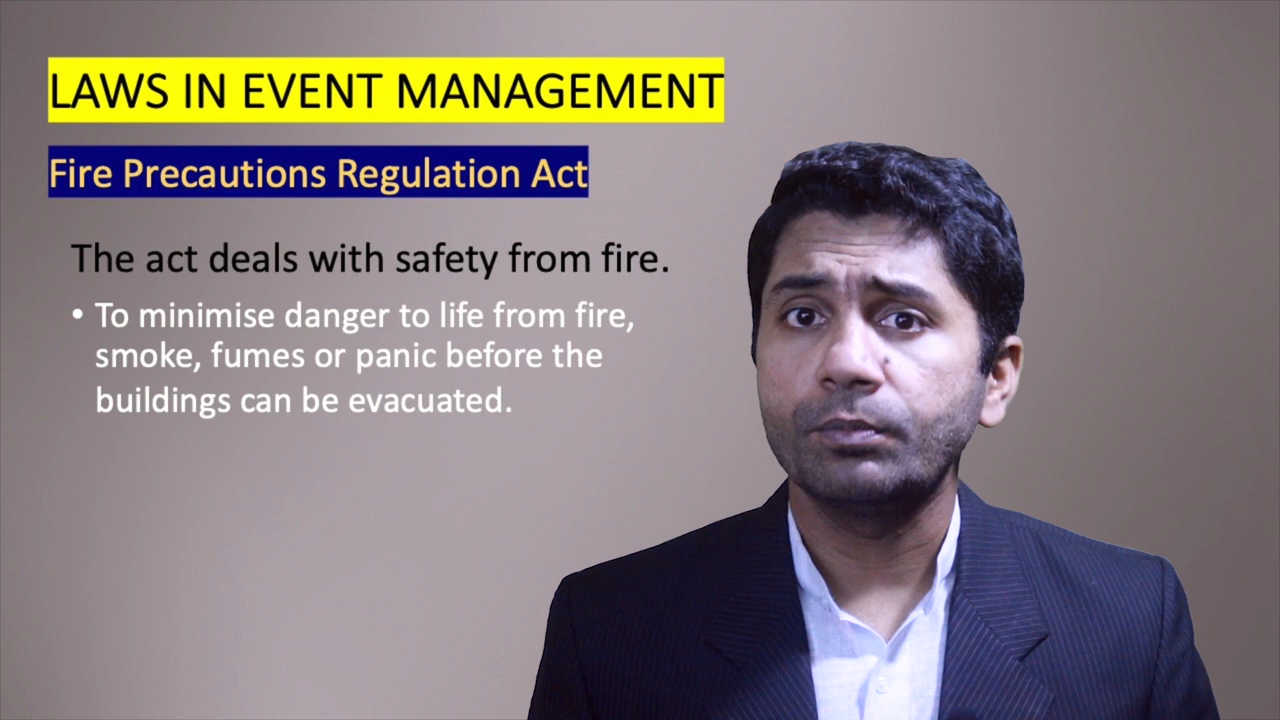 LAWS IN EVENT MANAGEMENT
Fire Precautions Regulation Act
The act deals with safety from fire.
• To minimise danger to life from fire,
smoke, fumes or panic before the
buildings can be evacuated.